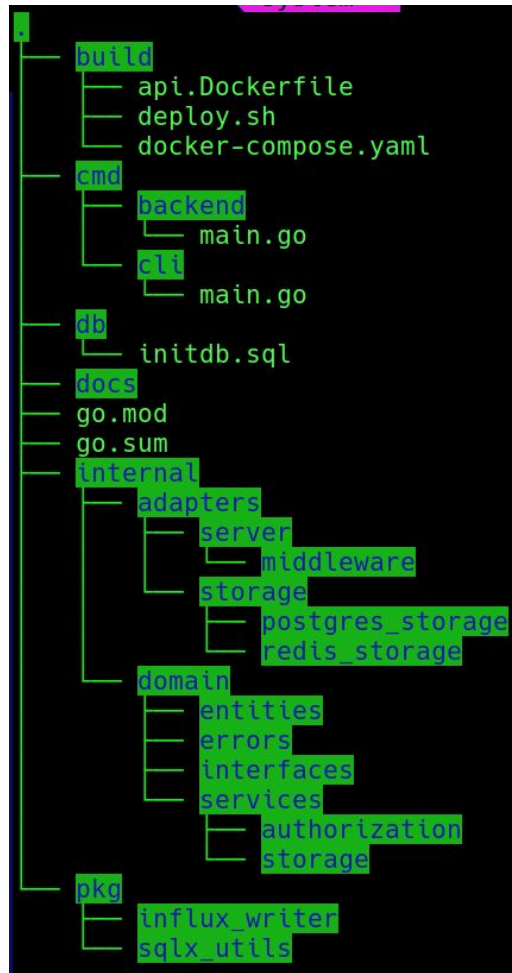 .
├── build
│   ├── api.Dockerfile
│   ├── deploy.sh
│   └── docker-compose.yaml
├── cmd
│   ├── backend
│   │   └── main.go
│   └── cli
│       └── main.go
├── db
│   └── initdb.sql
├── docs
├── go.mod
├── go.sum
├── internal
│   ├── adapters
│   │   ├── server
│   │   │   └── middleware
│   │   └── storage
│   │       ├── postgres_storage
│   │       └── redis_storage
│   └── domain
│       ├── entities
│       ├── errors
│       ├── interfaces
│       └── services
│           ├── authorization
│           └── storage
└── pkg
    ├── influx_writer
    └── sqlx_utils